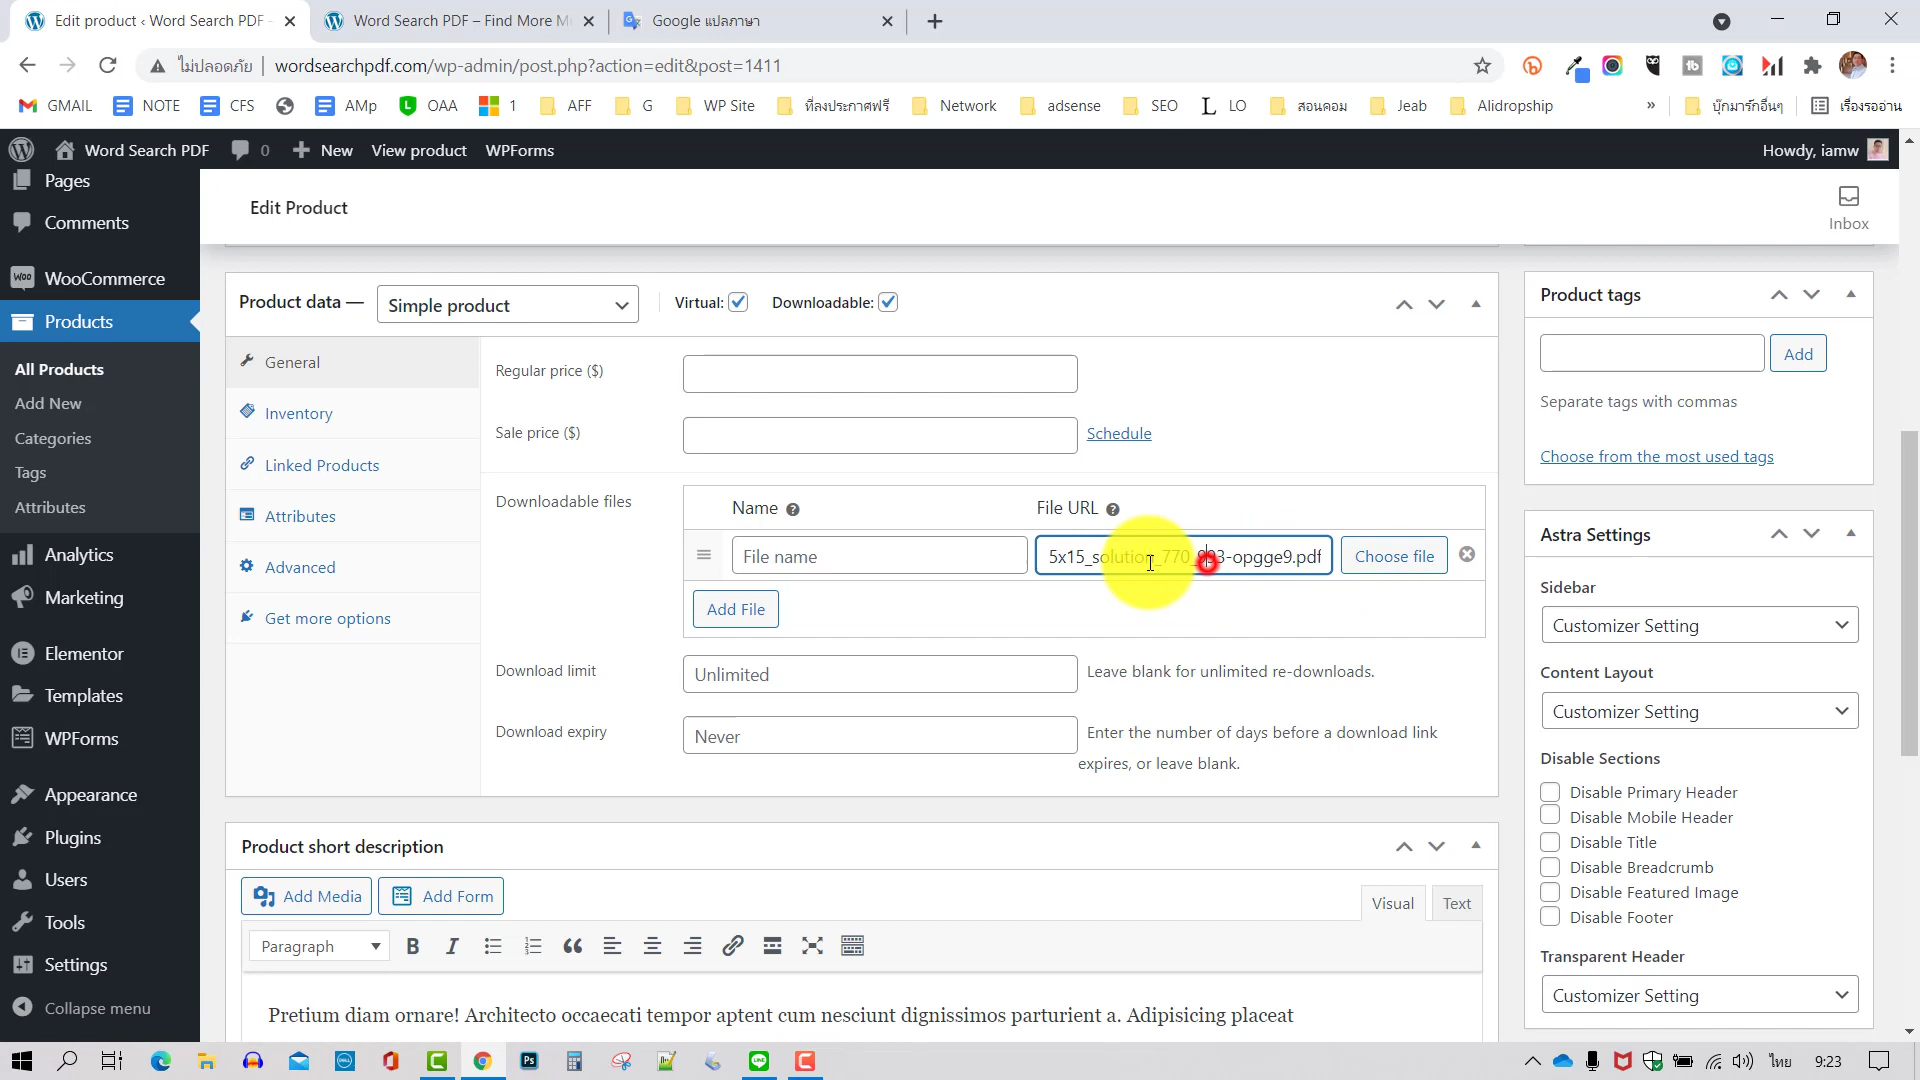 Edit product ‹ Word Search PDF -
Word Search PDF – Find More M
Google แปลภาษา
ไม่ปลอดภัย | wordsearchpdf.com/wp-admin/post.php?action=edit&post=1411
GMAIL NOTE CFS AMp OAA 1 AFF G WP Site ที่ลงประกาศฟรี Network adsense SEO LO สอนคอม Jeab Alidropship » บุ๊กมาร์กอื่นๆ เรื่องรออ่าน
Word Search PDF 0 New View product WPForms Howdy, iamw
Pages
Comments
WooCommerce
Products
All Products
Add New
Categories
Tags
Attributes
Analytics
Marketing
Elementor
Templates
WPForms
Appearance
Plugins
Users
Tools
Settings
Collapse menu
Edit Product
Inbox
Product data — Simple product Virtual: Downloadable:
General
Inventory
Linked Products
Attributes
Advanced
Get more options
Regular price ($)
Sale price ($) Schedule
Downloadable files
Name File URL
File name 5x15_solution_770_993-opgge9.pdf Choose file
Add File
Download limit Unlimited Leave blank for unlimited re-downloads.
Download expiry Never Enter the number of days before a download link
expires, or leave blank.
Product short description
Add Media Add Form Visual Text
Paragraph
Pretium diam ornare! Architecto occaecati tempor aptent cum nesciunt dignissimos parturient a. Adipisicing placeat
Product tags
Add
Separate tags with commas
Choose from the most used tags
Astra Settings
Sidebar
Customizer Setting
Content Layout
Customizer Setting
Disable Sections
Disable Primary Header
Disable Mobile Header
Disable Title
Disable Breadcrumb
Disable Featured Image
Disable Footer
Transparent Header
Customizer Setting
ไทย 9:23